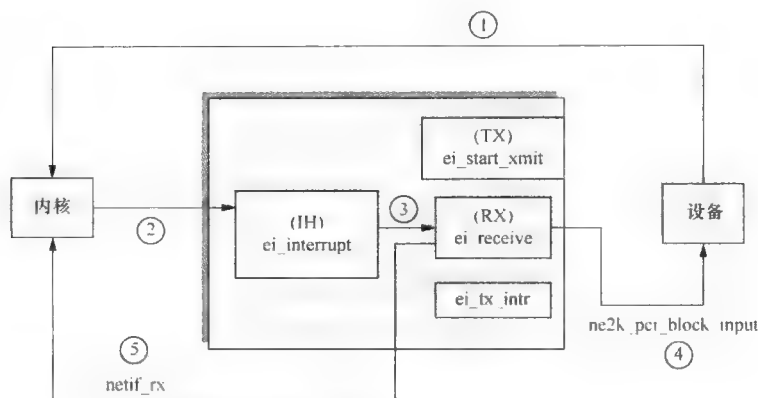 ①
(TX)
ei_start_xmit
内核
②
(IH)
ei_interrupt
③
(RX)
ei_receive
设备
ei_tx_intr
ne2k_pci_block_input
④
⑤
netif_rx